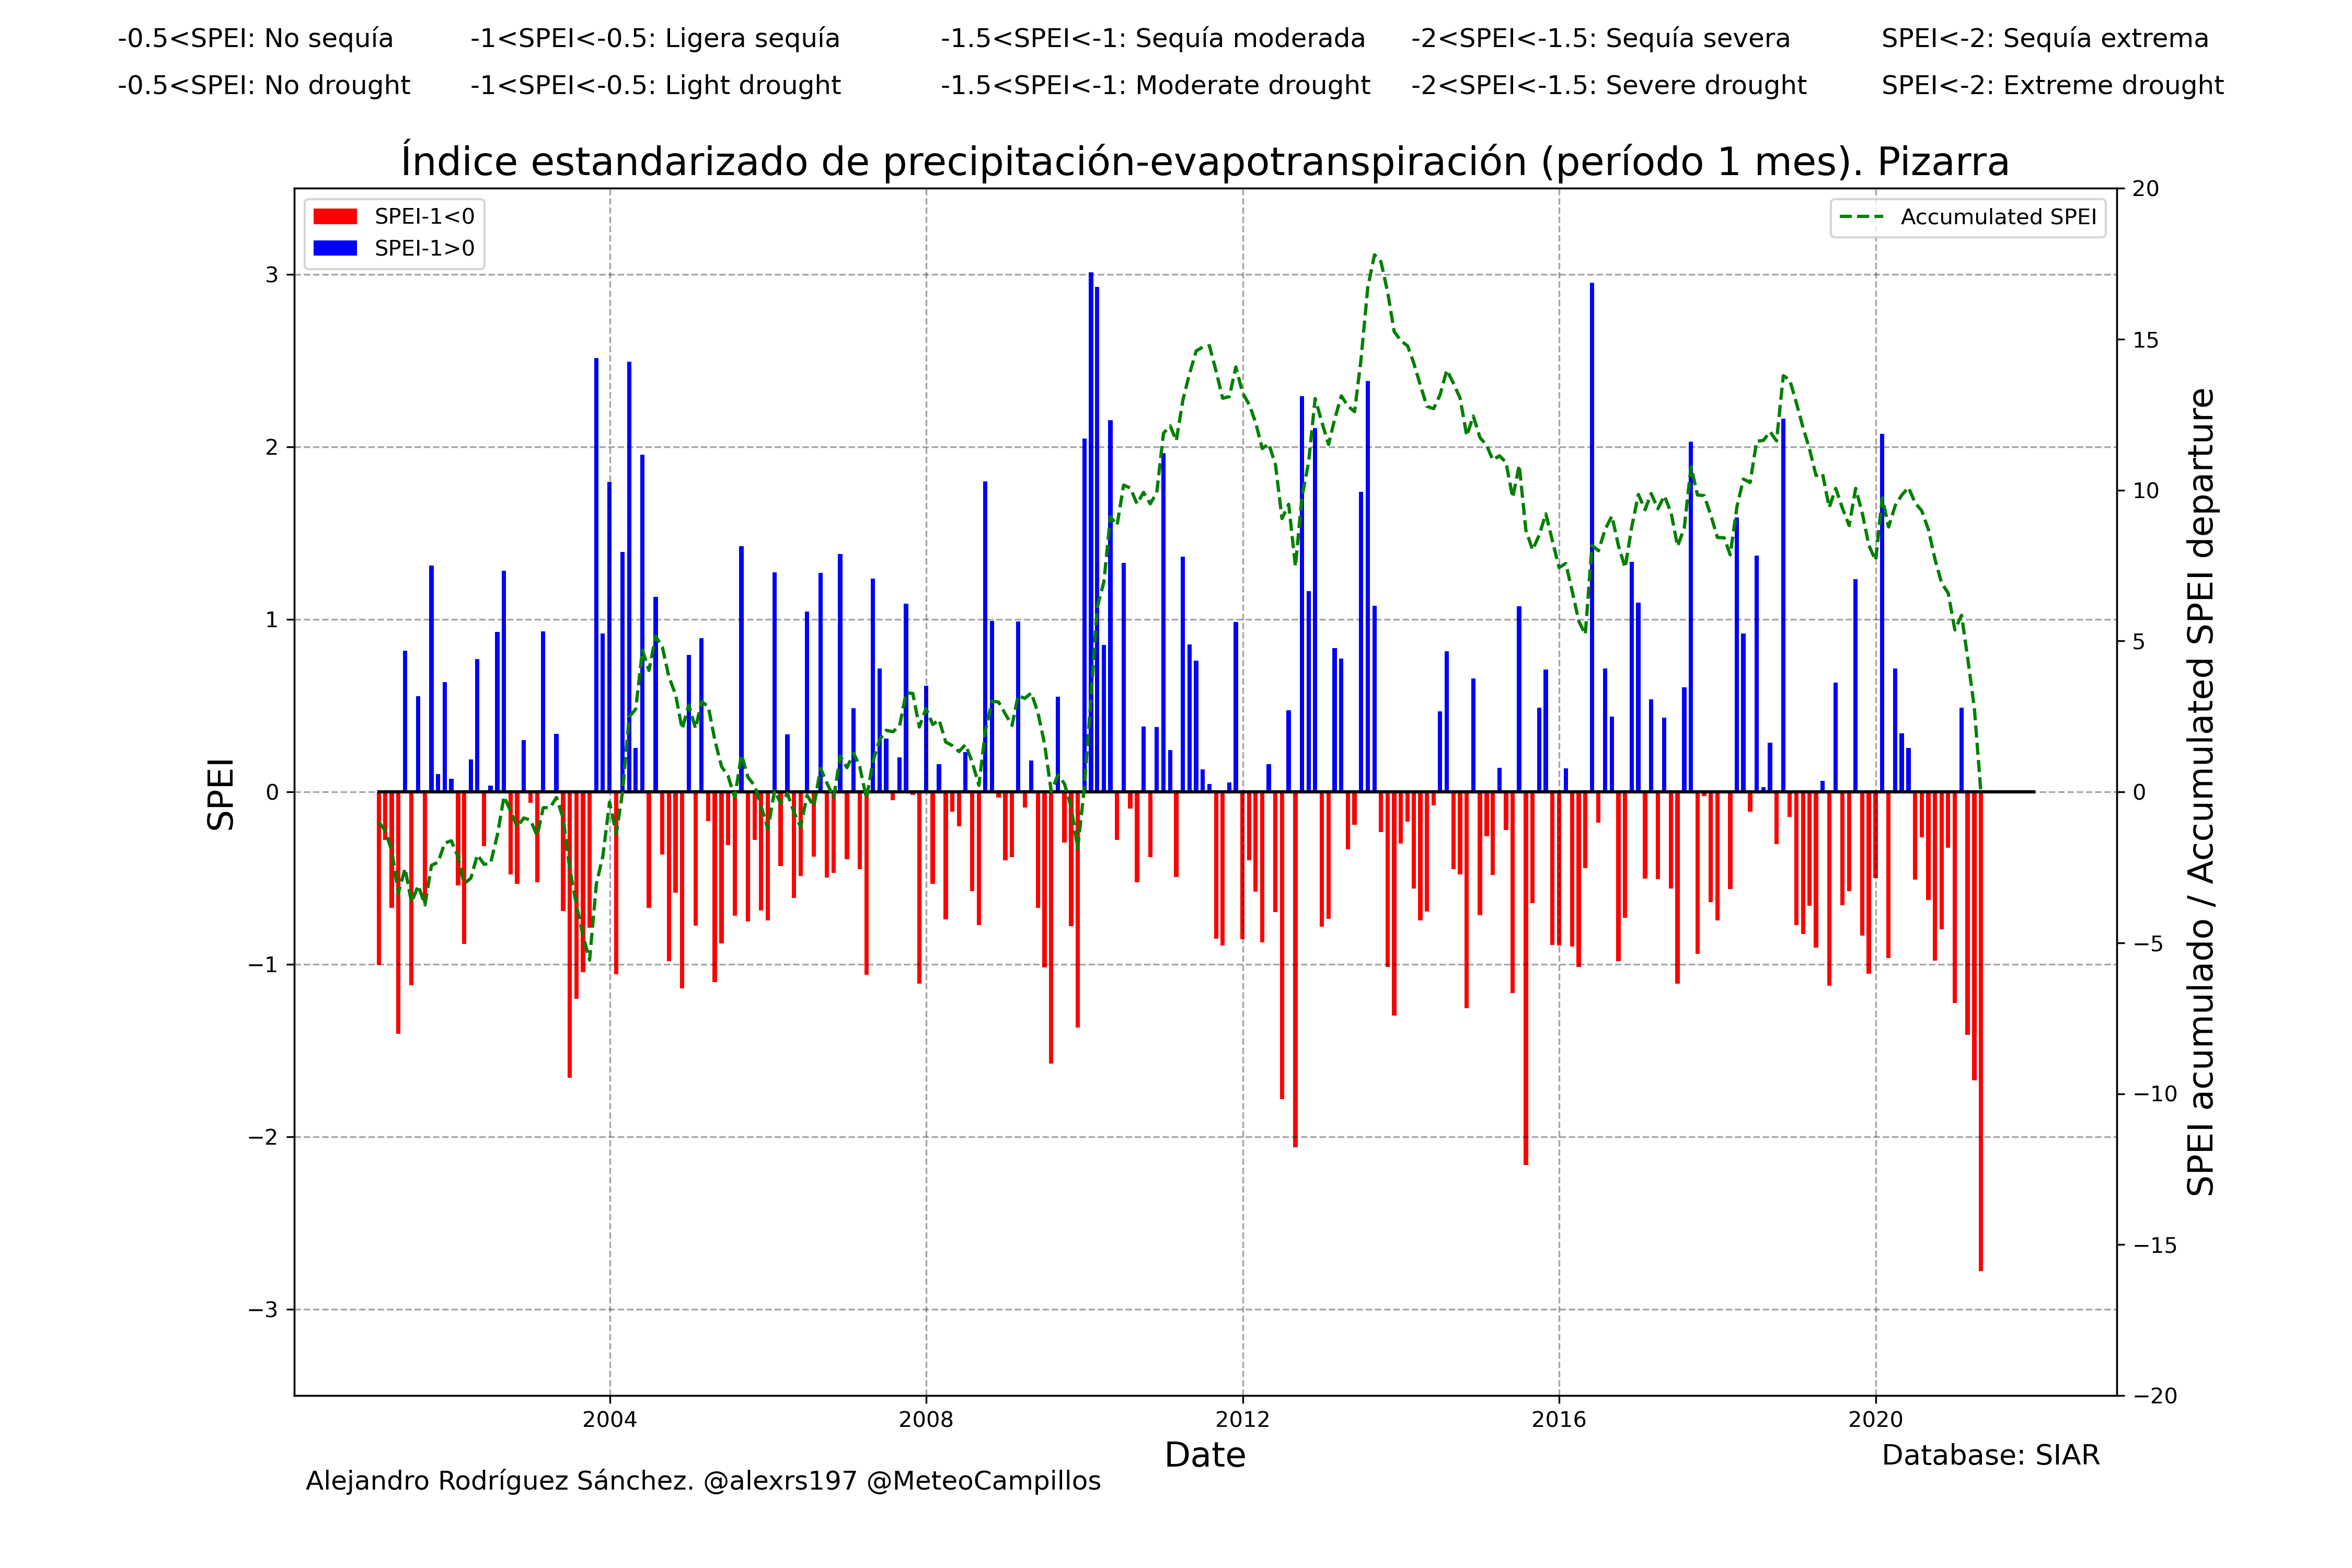 -0.5<SPEI: No sequía -1<SPEI<-0.5: Ligera sequía -1.5<SPEI<-1: Sequía moderada -2<SPEI<-1.5: Sequía severa SPEI<-2: Sequía extrema
-0.5<SPEI: No drought -1<SPEI<-0.5: Light drought -1.5<SPEI<-1: Moderate drought -2<SPEI<-1.5: Severe drought SPEI<-2: Extreme drought
Índice estandarizado de precipitación-evapotranspiración (período 1 mes). Pizarra
SPEI-1<0
SPEI-1>0
Accumulated SPEI
SPEI
3
2
1
0
−1
−2
−3
20
15
10
5
0
−5
−10
−15
−20
SPEI acumulado / Accumulated SPEI departure
2004 2008 2012 2016 2020
Date
Database: SIAR
Alejandro Rodríguez Sánchez. @alexrs197 @MeteoCampillos